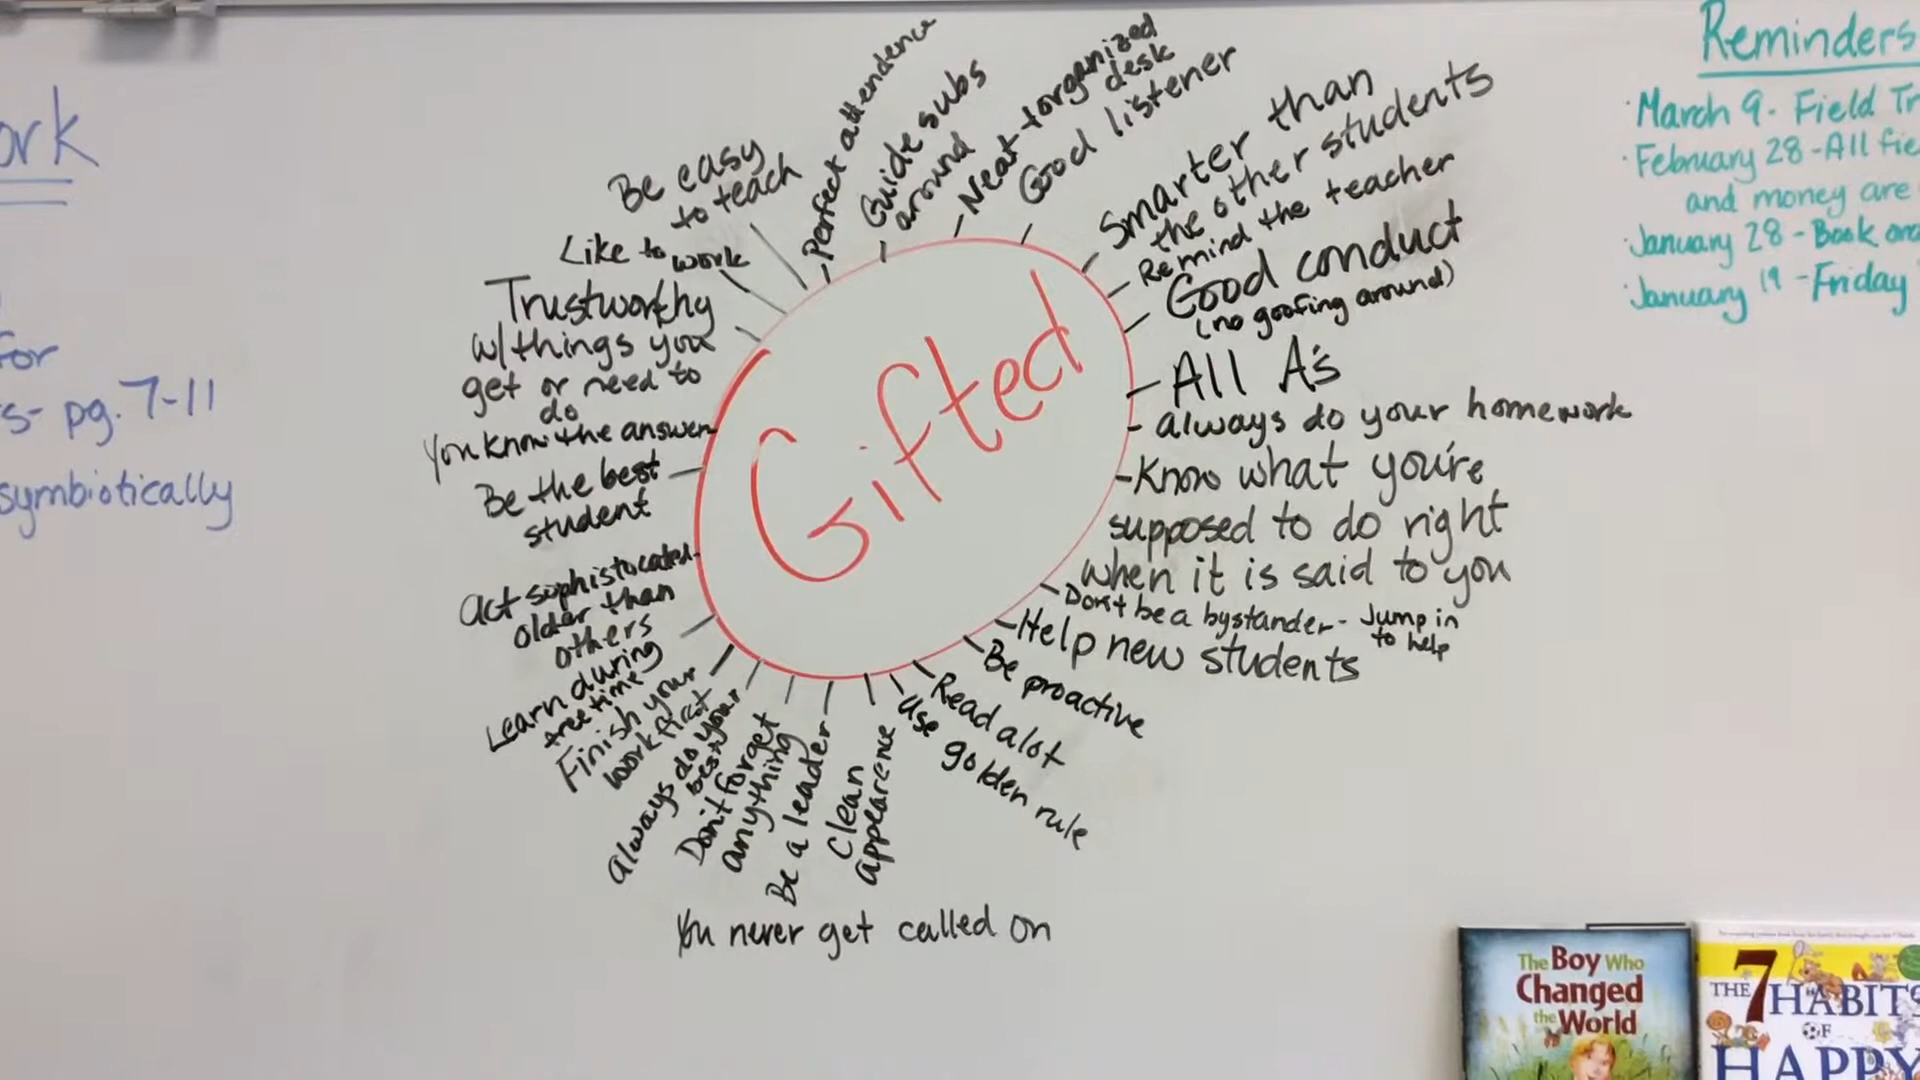 ork
for
s- pg. 7-11
symbiotically
Gifted
Be easy
to teach
Perfect attendence
Guide subs
around
Neat + organized
desk
Good listener
Smarter than
the other students
Remind the teacher
Good conduct
(no goofing around)
All A's
Always do your homework
Know what you're
supposed to do right
when it is said to you
Don't be a bystander - Jump in
to help
Help new students
Be proactive
Read alot
Use golden rule
Clean
appearence
Be a leader
Don't forget
anything
Always do your
best
Finish your
work first
Learn during
free time
Act sophistocated
older than
others
Be the best
student
You know the answer
Trustworthy
w/things you
get or need to
do
Like to
work
You never get called on
Reminders
· March 9 - Field Tr
· February 28 - All fie
and money are
· January 28 - Book
· January 19 - Friday
The Boy Who
Changed
the World
THE 7 HABITS
OF
HAPPY